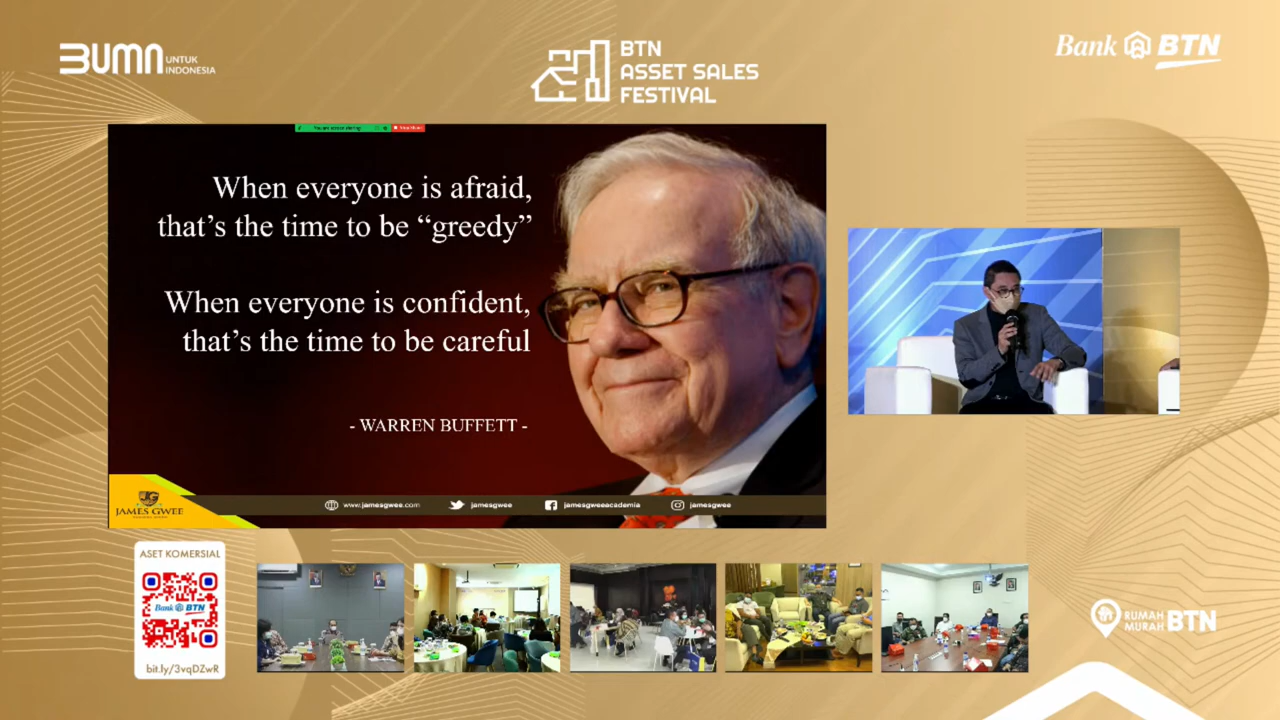 BUMN
UNTUK
INDONESIA
BTN
ASSET SALES
FESTIVAL
Bank BTN
When everyone is afraid,
that's the time to be “greedy”
When everyone is confident,
that's the time to be careful
- WARREN BUFFETT -
JAMES GWEE
www.jamesgwee.com
jamesgwee
jamesgweeacademia
jamesgwee
ASET KOMERSIAL
Bank BTN
bit.ly/3vqDZwR
RUMAH
MURAH BTN